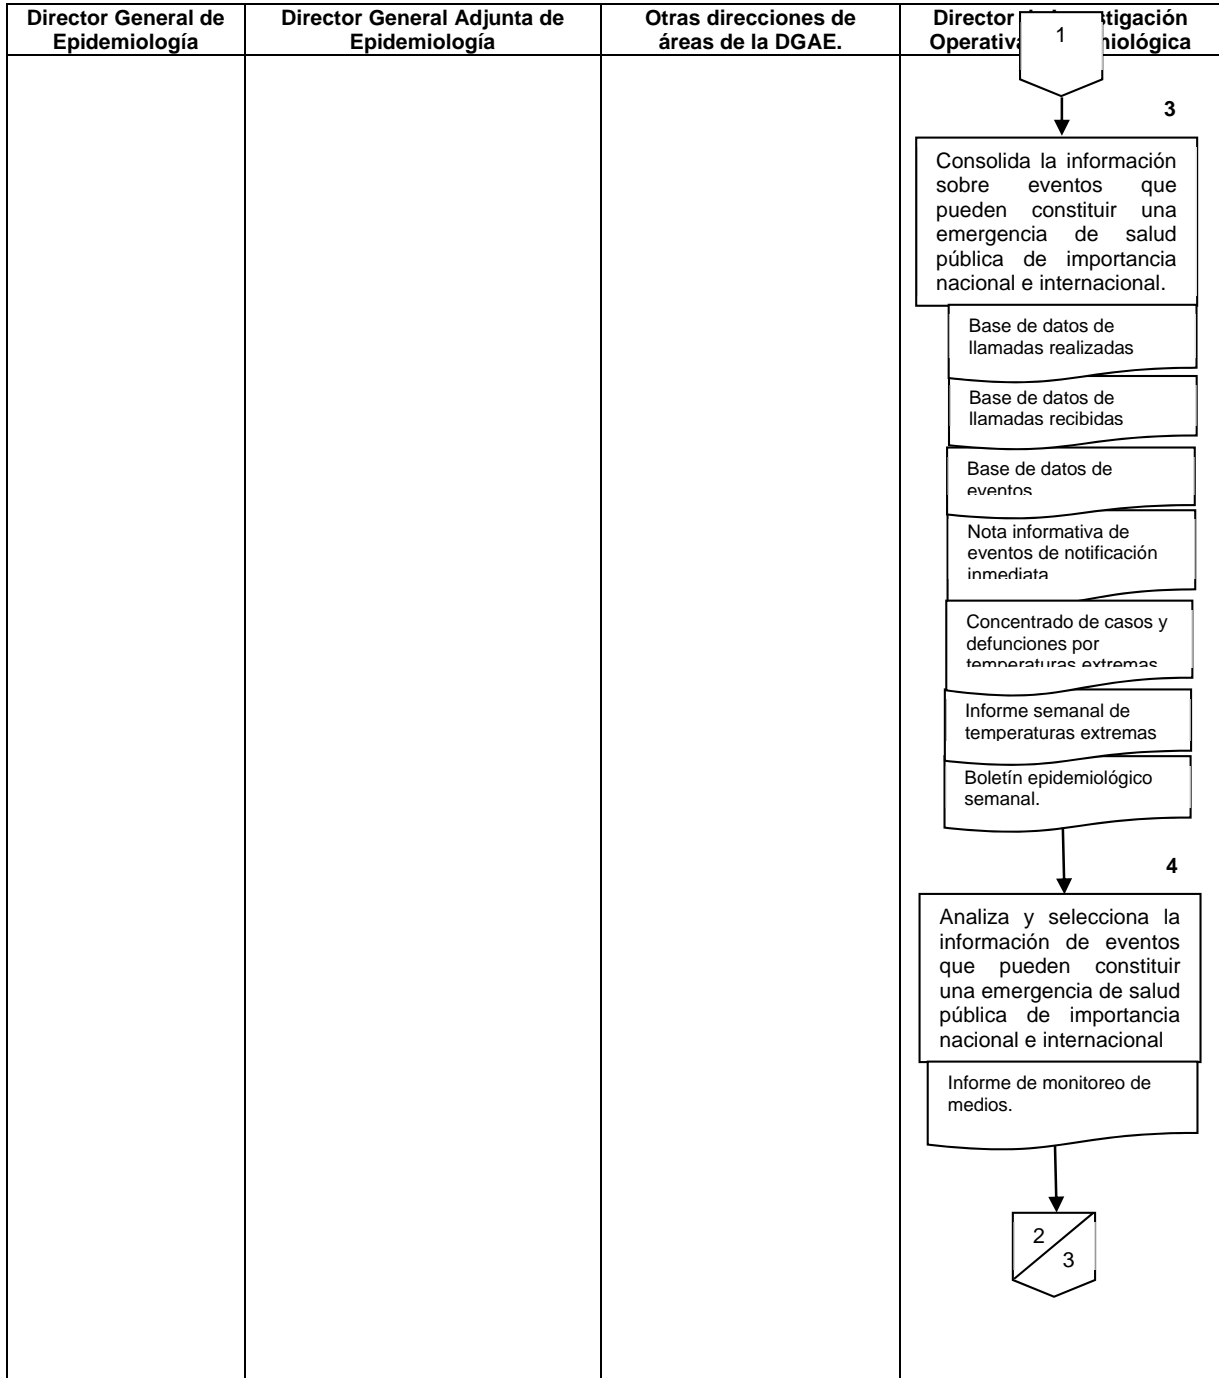 Director General de
Epidemiología
Director General Adjunta de
Epidemiología
Otras direcciones de
áreas de la DGAE.
Director
Operativa
1
3
Consolida la información
sobre eventos que
pueden constituir una
emergencia de salud
pública de importancia
nacional e internacional.
Base de datos de
llamadas realizadas
Base de datos de
llamadas recibidas
Base de datos de
eventos
Nota informativa de
eventos de notificación
inmediata
Concentrado de casos y
defunciones por
temperaturas extremas
Informe semanal de
temperaturas extremas
Boletín epidemiológico
semanal.
4
Analiza y selecciona la
información de eventos
que pueden constituir
una emergencia de salud
pública de importancia
nacional e internacional
Informe de monitoreo de
medios.
2
3